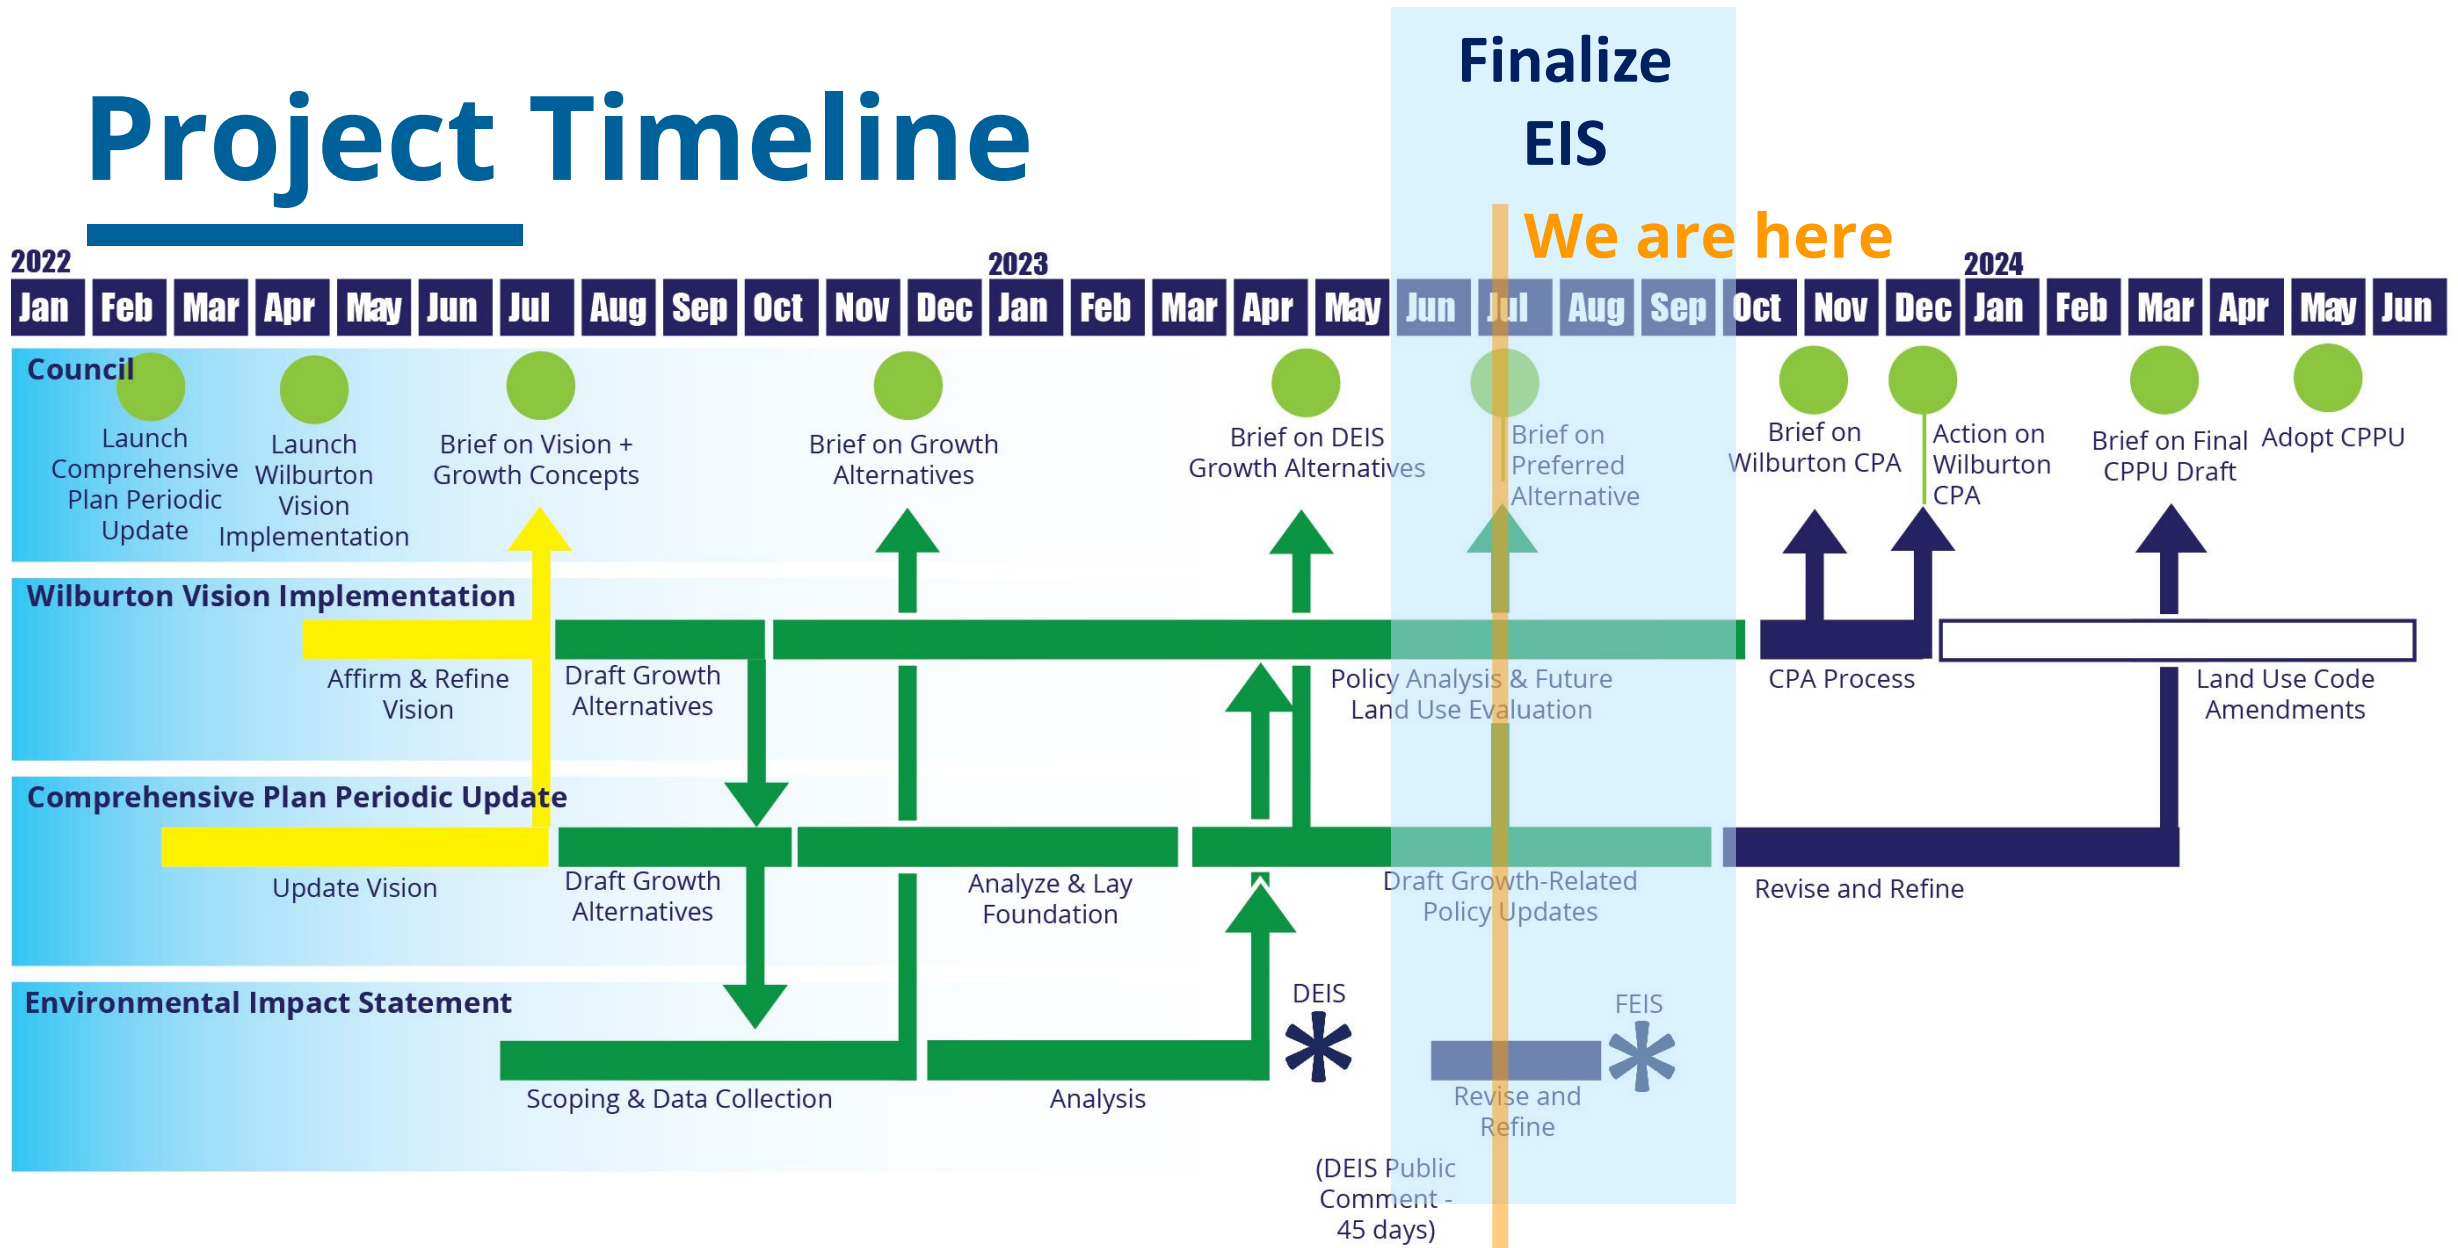 Project Timeline
Finalize
EIS
We are here
2022
2023
2024
Jan Feb Mar Apr May Jun Jul Aug Sep Oct Nov Dec Jan Feb Mar Apr May Jun Jul Aug Sep Oct Nov Dec Jan Feb Mar Apr May Jun
Council
Launch
Comprehensive
Plan Periodic
Update
Launch
Wilburton
Vision
Implementation
Brief on Vision +
Growth Concepts
Brief on Growth
Alternatives
Brief on DEIS
Growth Alternatives
Brief on
Preferred
Alternative
Brief on
Wilburton CPA
Action on
Wilburton
CPA
Brief on Final
CPPU Draft
Adopt CPPU
Wilburton Vision Implementation
Affirm & Refine
Vision
Draft Growth
Alternatives
Policy Analysis & Future
Land Use Evaluation
CPA Process
Land Use Code
Amendments
Comprehensive Plan Periodic Update
Update Vision
Draft Growth
Alternatives
Analyze & Lay
Foundation
Draft Growth-Related
Policy Updates
Revise and Refine
Environmental Impact Statement
Scoping & Data Collection
Analysis
DEIS
FEIS
Revise and
Refine
(DEIS Public
Comment -
45 days)